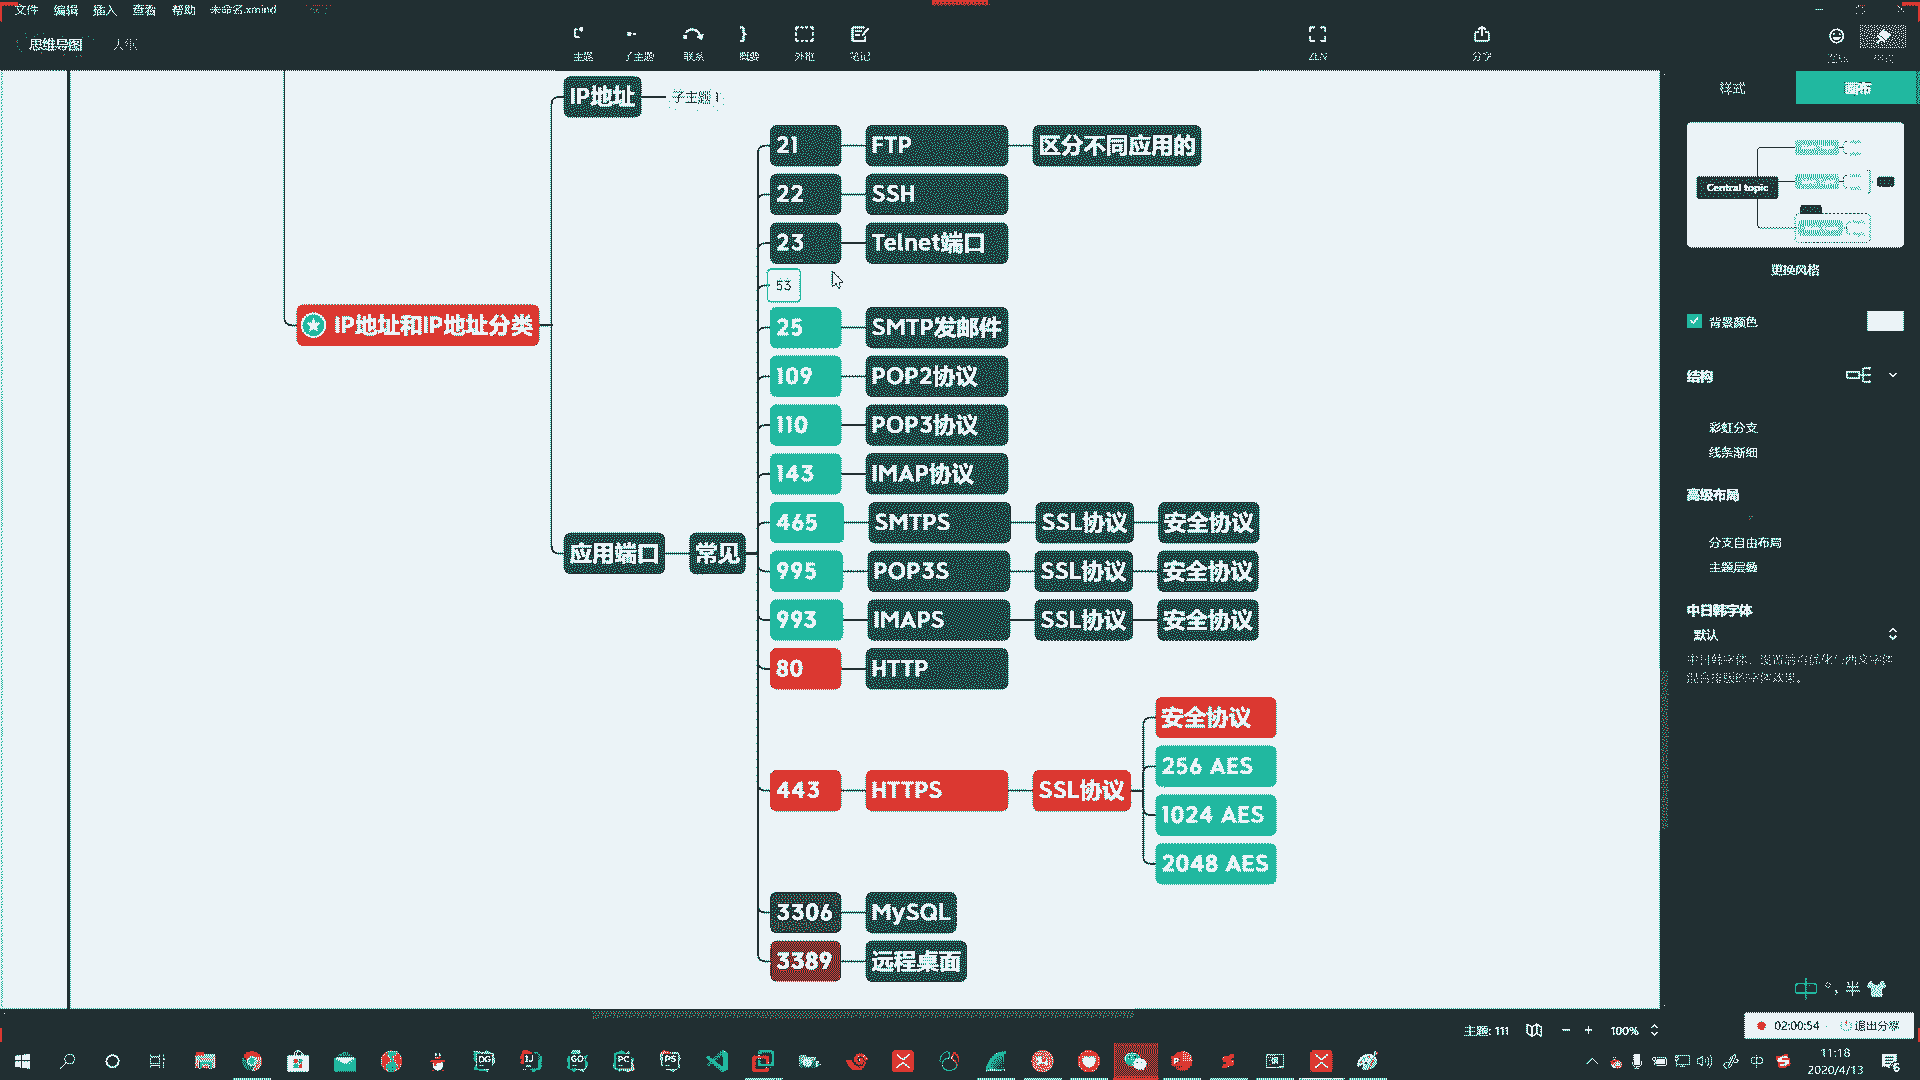 文件 编辑 插入 查看 帮助 未命名.xmind
思维导图 大纲
主题 子主题 联系 概要 外框 笔记 ZEN 分享
样式 画布
IP地址 子主题 1
21 FTP 区分不同应用的
22 SSH
23 Telnet端口
53
25 SMTP发邮件
109 POP2协议
110 POP3协议
143 IMAP协议
465 SMTPS SSL协议 安全协议
995 POP3S SSL协议 安全协议
993 IMAPS SSL协议 安全协议
80 HTTP
IP地址和IP地址分类
应用端口 常见
443 HTTPS SSL协议
安全协议
256 AES
1024 AES
2048 AES
3306 MySQL
3389 远程桌面
Central topic
更换风格
背景颜色
结构
彩虹分支
线条渐细
高级布局
分支自由布局
主题层叠
中日韩字体
默认
中 °, 半
主题: 111 100%
02:00:54 退出分享
DG IJ GO PC PS
中
11:18
2020/4/13